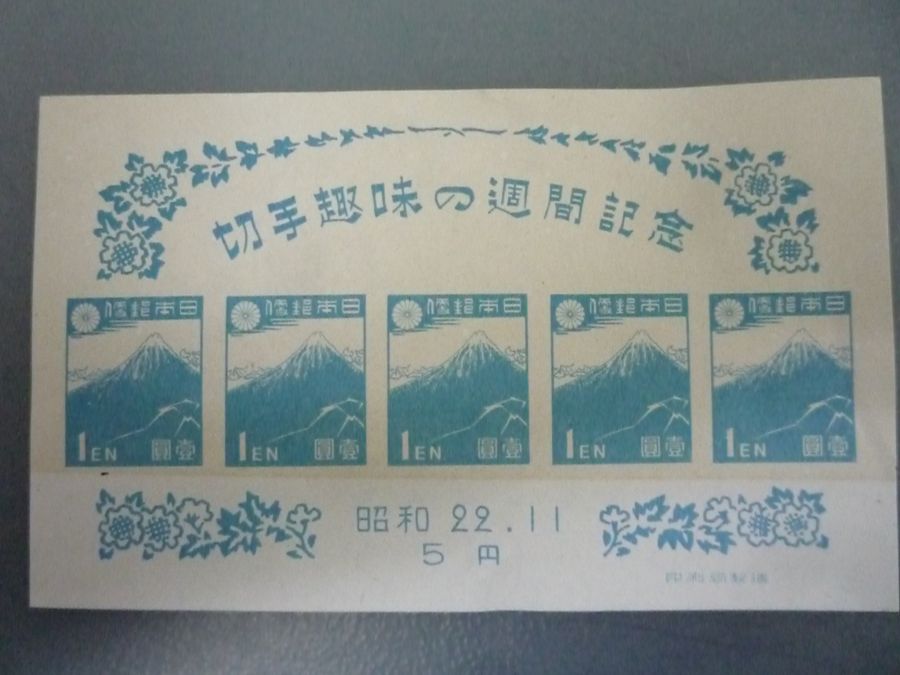 切手趣味の週間記念
便郵本日 便郵本日 便郵本日 便郵本日 便郵本日
1EN 圓壹 1EN 圓壹 1EN 圓壹 1EN 圓壹 1EN 圓壹
昭和 22.11
5 円